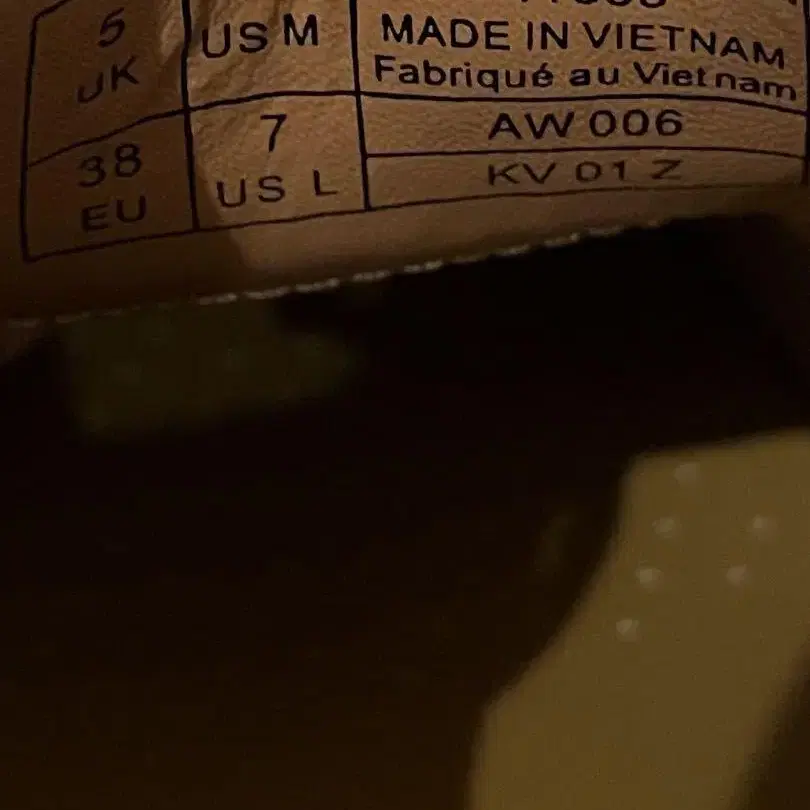 5
UK
38
EU
US M
7
US L
MADE IN VIETNAM
Fabriqué au Vietnam
AW 006
KV 01 Z